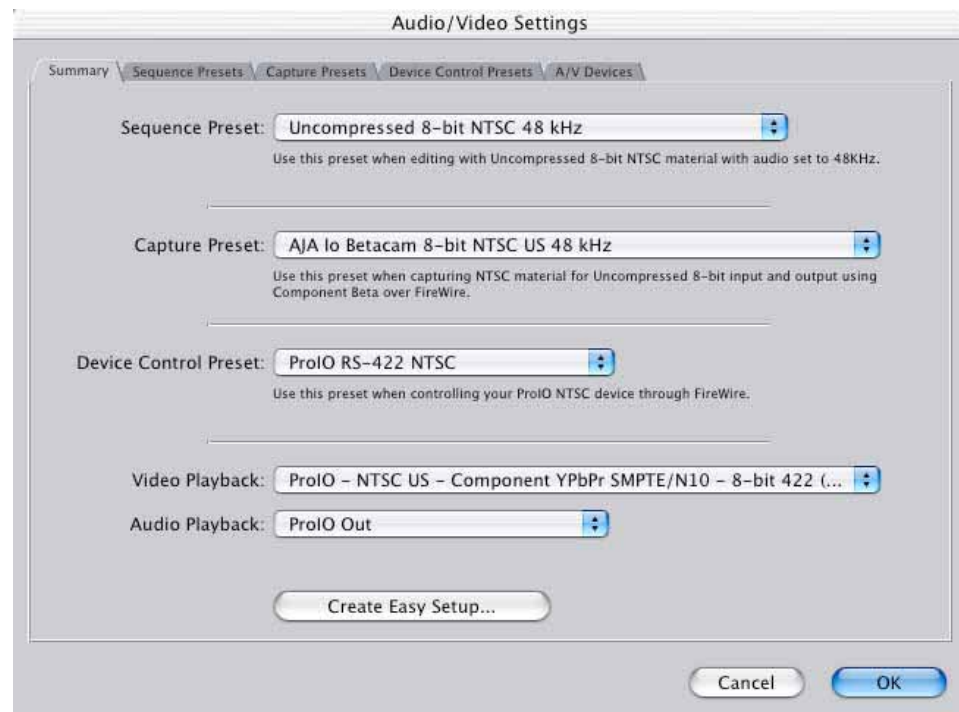 Audio/Video Settings
Summary Sequence Presets Capture Presets Device Control Presets A/V Devices
Sequence Preset: Uncompressed 8-bit NTSC 48 kHz
Use this preset when editing with Uncompressed 8-bit NTSC material with audio set to 48KHz.
Capture Preset: AJA Io Betacam 8-bit NTSC US 48 kHz
Use this preset when capturing NTSC material for Uncompressed 8-bit input and output using
Component Beta over FireWire.
Device Control Preset: ProIO RS-422 NTSC
Use this preset when controlling your ProIO NTSC device through FireWire.
Video Playback: ProIO - NTSC US - Component YPbPr SMPTE/N10 - 8-bit 422 (...
Audio Playback: ProIO Out
Create Easy Setup...
Cancel OK